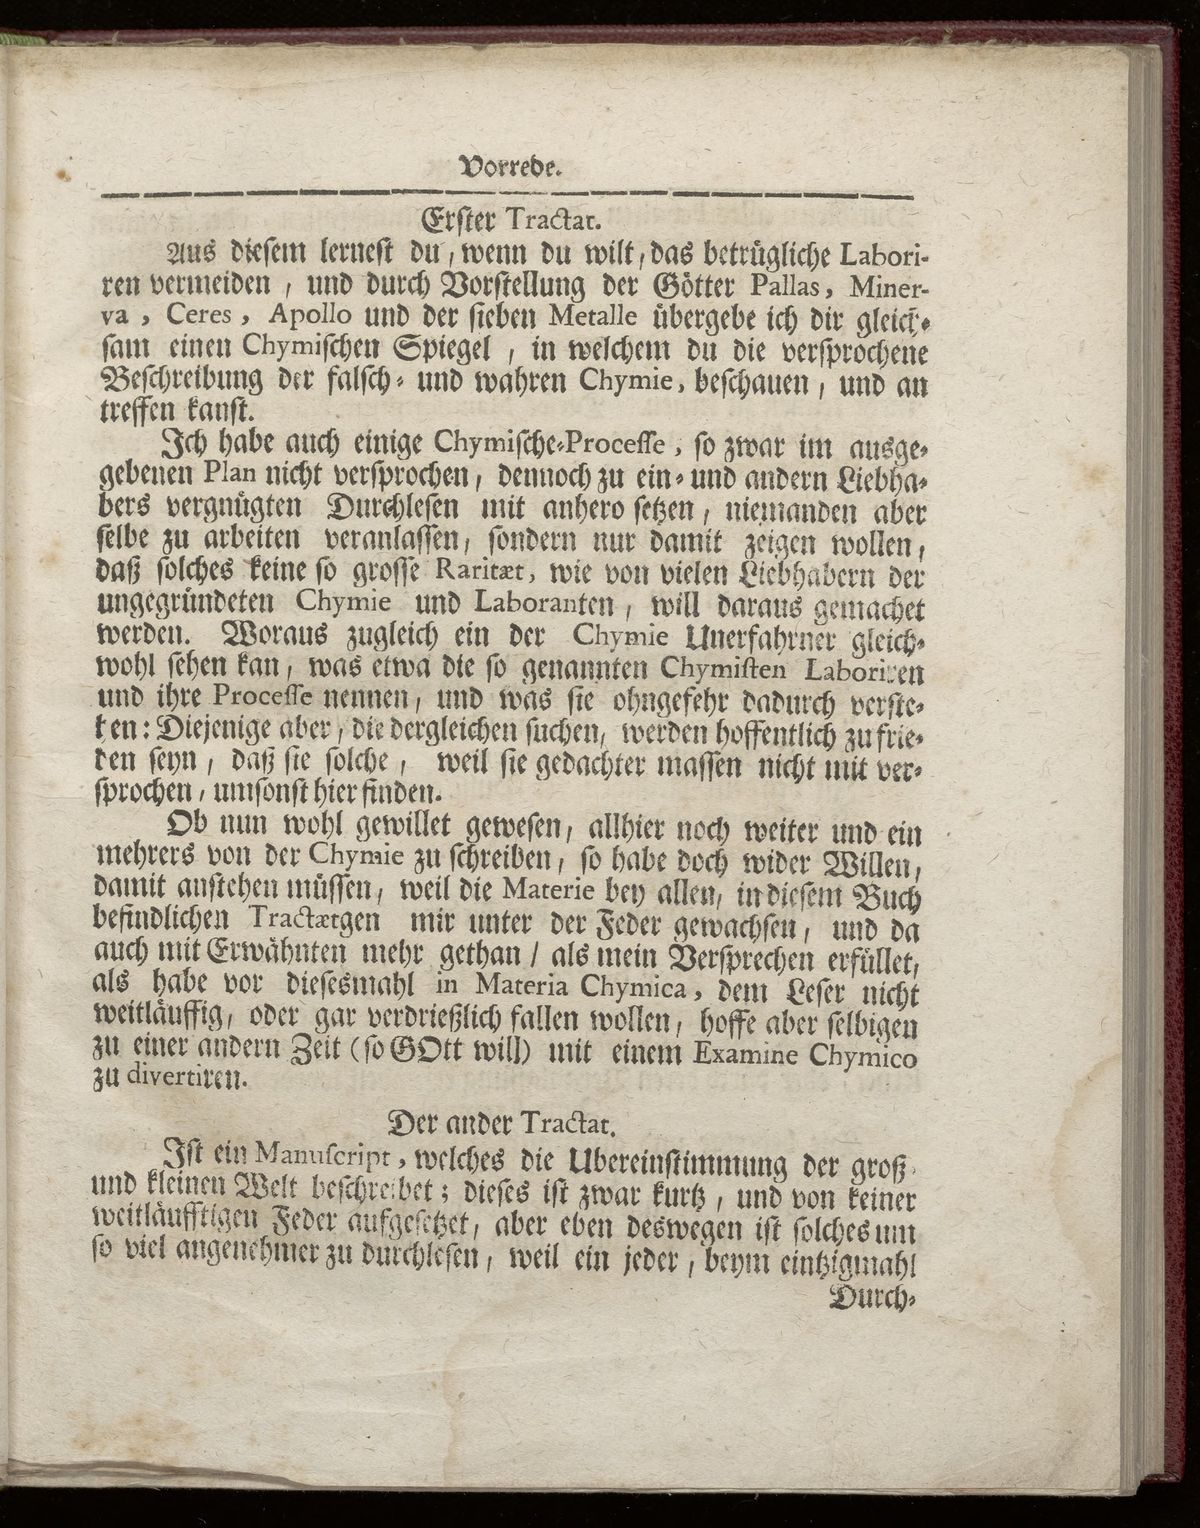 Vorrede.
Erster Tractat.
Aus diesem lernest du, wenn du wilt, das betrügliche Labori-
ren vermeiden, und durch Vorstellung der Götter Pallas, Miner-
va, Ceres, Apollo und der sieben Metalle übergebe ich dir gleich-
sam einen Chymischen Spiegel, in welchem du die versprochene
Beschreibung der falsch- und wahren Chymie, beschauen, und an
treffen kanst.
Ich habe auch einige Chymische-Processe, so zwar im ausge-
gebenen Plan nicht versprochen, dennoch zu ein- und andern Liebha-
bers vergnügten Durchlesen mit anhero setzen, niemanden aber
selbe zu arbeiten veranlassen, sondern nur damit zeigen wollen,
daß solches keine so grosse Raritæt, wie von vielen Liebhabern der
ungegründeten Chymie und Laboranten, will daraus gemachet
werden. Woraus zugleich ein der Chymie Unerfahrner gleich-
wohl sehen kan, was etwa die so genannten Chymisten Laboriren
und ihre Processe nennen, und was sie ohngefehr dadurch verste-
hen: Diejenige aber, die dergleichen suchen, werden hoffentlich zu frie-
den seyn, daß sie solche, weil sie gedachter massen nicht mit ver-
sprochen, umsonst hier finden.
Ob nun wohl gewillet gewesen, allhier noch weiter und ein
mehrers von der Chymie zu schreiben, so habe doch wider Willen,
damit anstehen müssen, weil die Materie bey allen, in diesem Buch
befindlichen Tractætgen mir unter der Feder gewachsen, und da
auch mit Erwähnten mehr gethan / als mein Versprechen erfüllet,
als habe vor diesesmahl in Materia Chymica, dem Leser nicht
weitläuffig, oder gar verdrießlich fallen wollen, hoffe aber selbigen
zu einer andern Zeit (so GOtt will) mit einem Examine Chymico
zu divertiren.
Der ander Tractat.
Ist ein Manuscript, welches die Ubereinstimmung der groß-
und kleinen Welt beschreibet; dieses ist zwar kurtz, und von keiner
weitläufftigen Feder aufgesetzet, aber eben deswegen ist solches um
so viel angenehmer zu durchlesen, weil ein jeder, beym eintzigmahl
Durch-